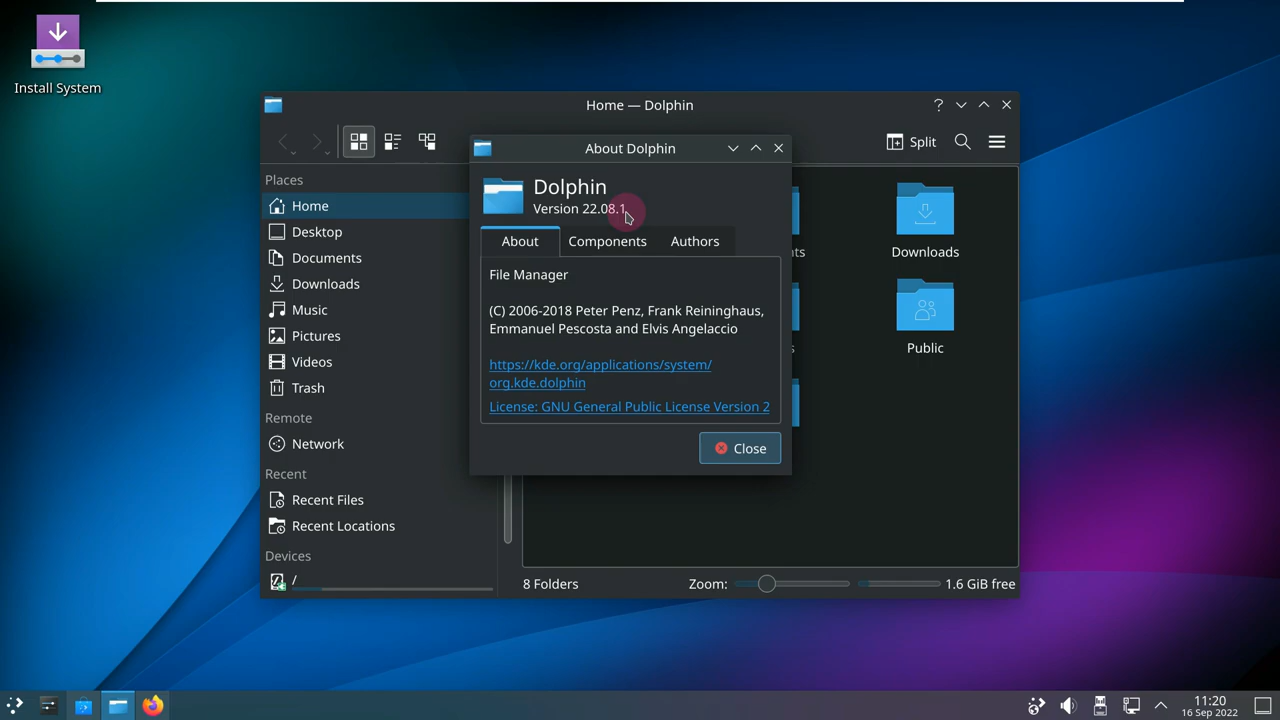 Install System
Home — Dolphin
?
Split
About Dolphin
Dolphin
Version 22.08.1
About Components Authors
File Manager
(C) 2006-2018 Peter Penz, Frank Reininghaus,
Emmanuel Pescosta and Elvis Angelaccio
https://kde.org/applications/system/
org.kde.dolphin
License: GNU General Public License Version 2
Close
Places
Home
Desktop
Documents
Downloads
Music
Pictures
Videos
Trash
Remote
Network
Recent
Recent Files
Recent Locations
Devices
/
nts
Downloads
s
Public
8 Folders
Zoom:
1.6 GiB free
11:20
16 Sep 2022